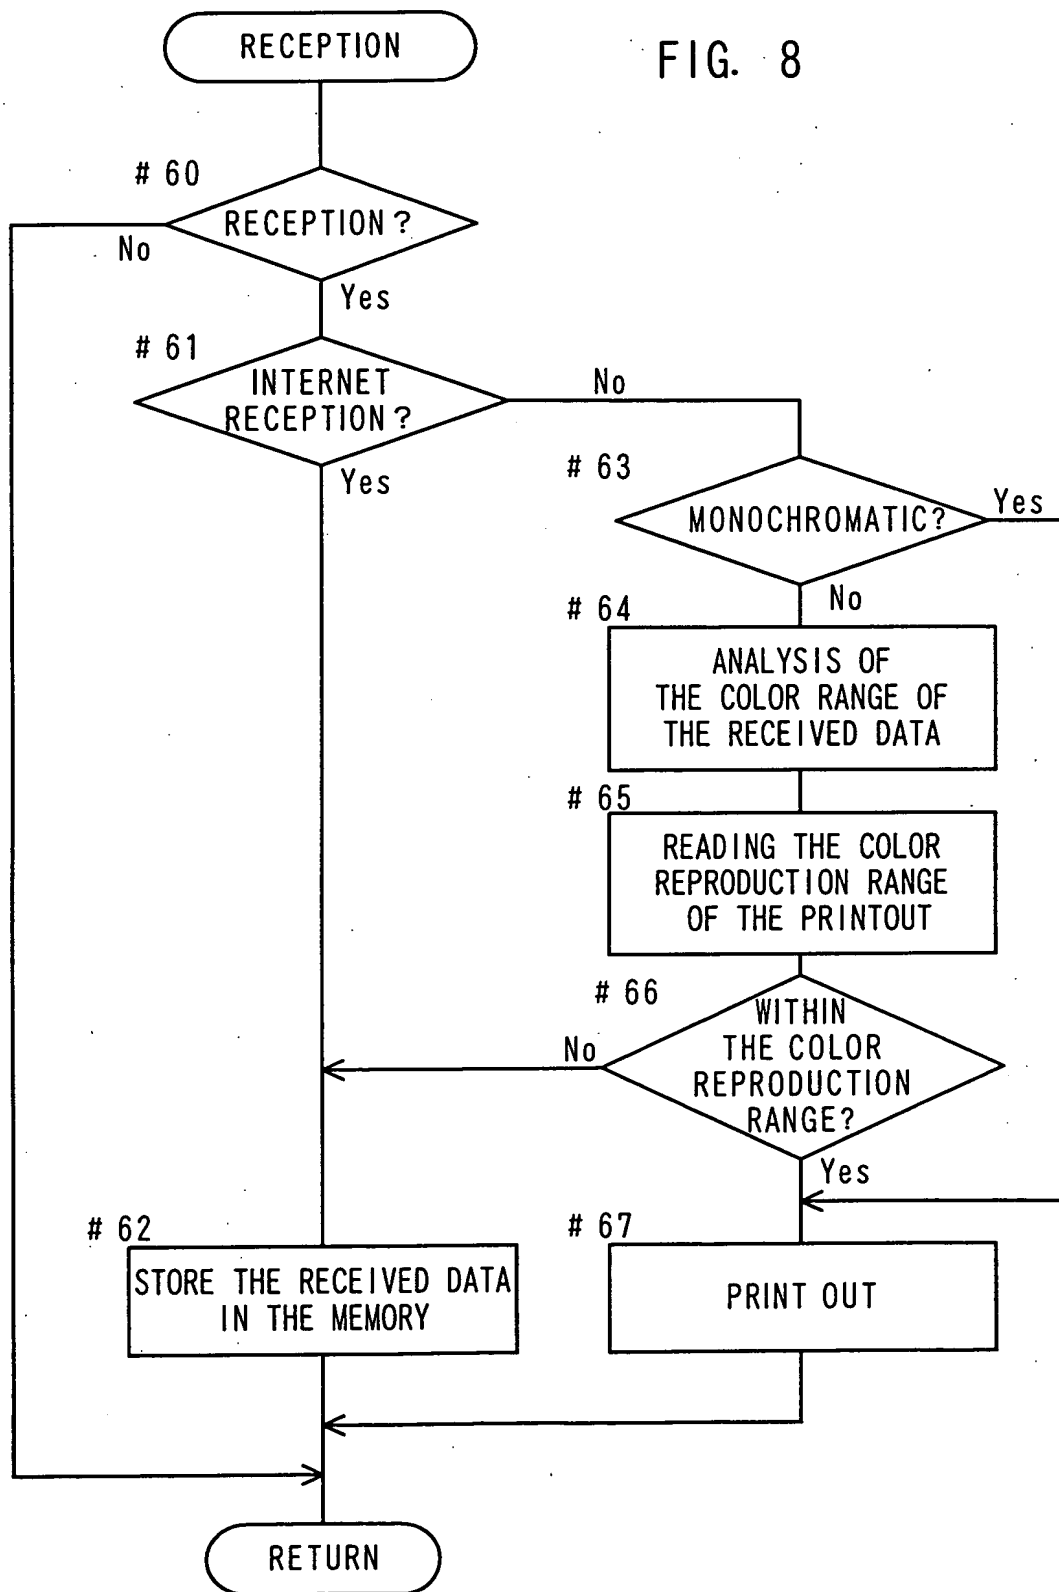 RECEPTION
FIG. 8
# 60
RECEPTION?
No
Yes
# 61
INTERNET
RECEPTION?
No
Yes
# 63
MONOCHROMATIC?
Yes
No
# 64
ANALYSIS OF
THE COLOR RANGE OF
THE RECEIVED DATA
# 65
READING THE COLOR
REPRODUCTION RANGE
OF THE PRINTOUT
# 66
WITHIN
THE COLOR
REPRODUCTION
RANGE?
No
Yes
# 62
STORE THE RECEIVED DATA
IN THE MEMORY
# 67
PRINT OUT
RETURN